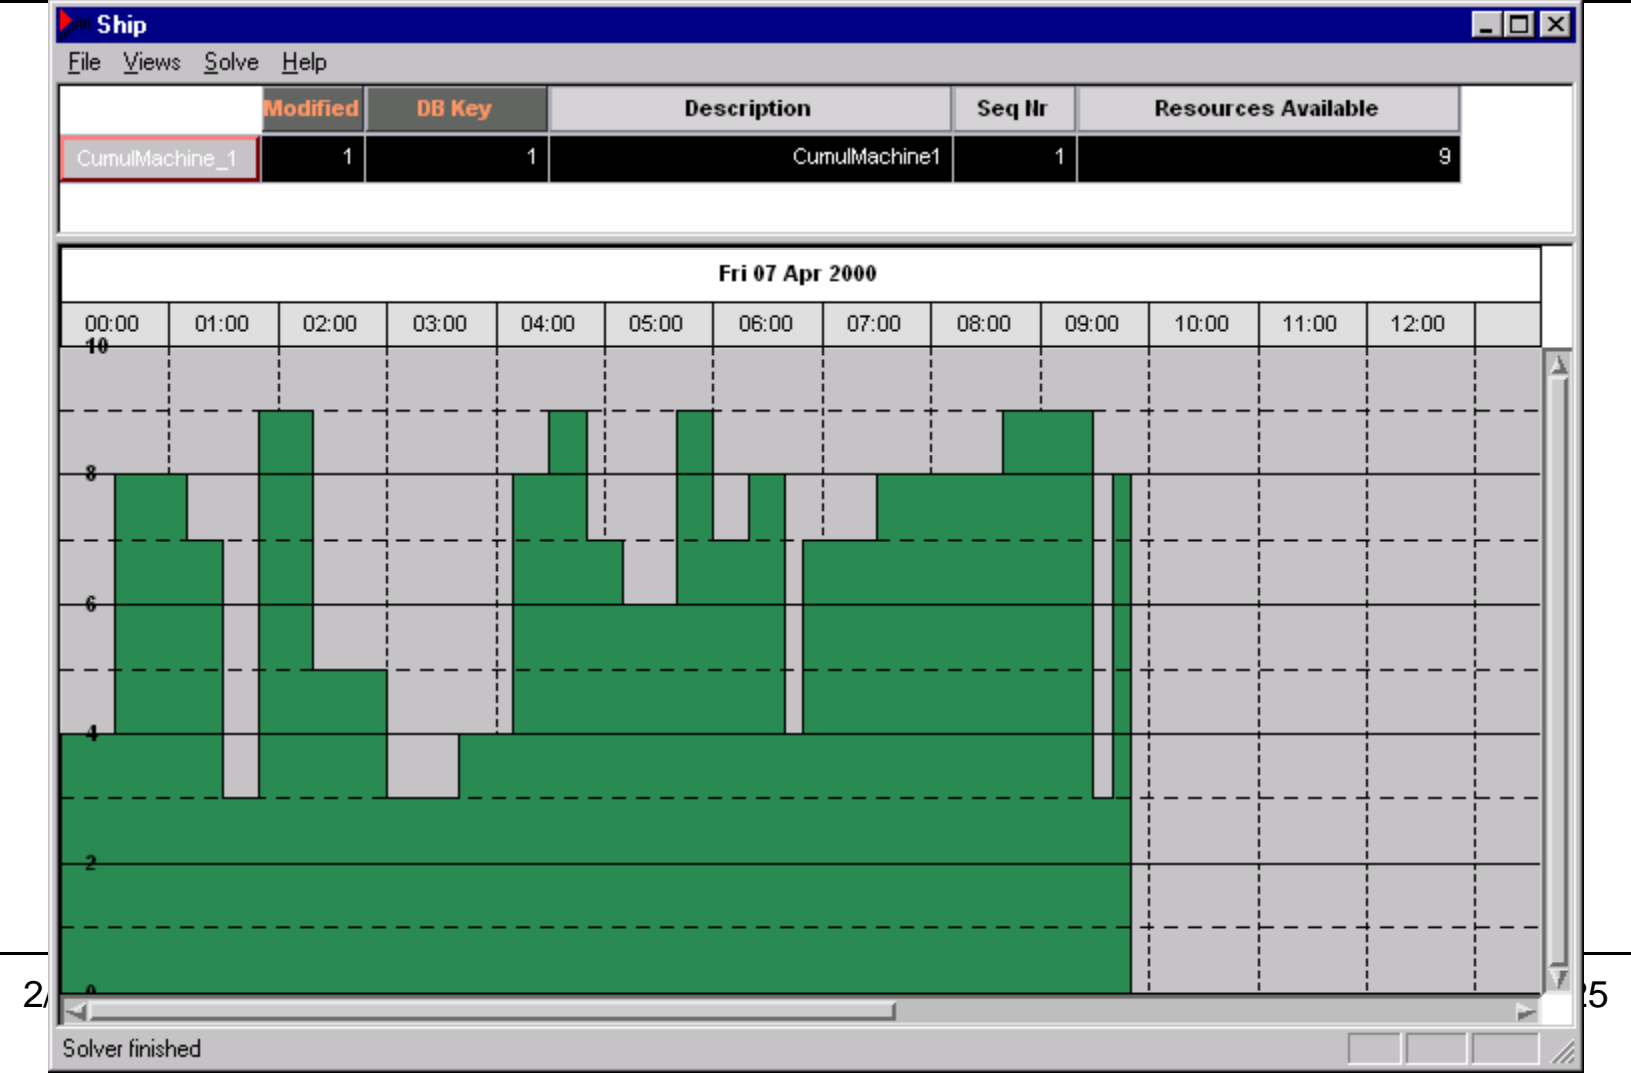 Ship
File Views Solve Help
Modified DB Key Description Seq Nr Resources Available
CumulMachine_1 1 1 CumulMachine1 1 9
Fri 07 Apr 2000
00:00 01:00 02:00 03:00 04:00 05:00 06:00 07:00 08:00 09:00 10:00 11:00 12:00
10
8
6
4
2
0
2/ 25
Solver finished